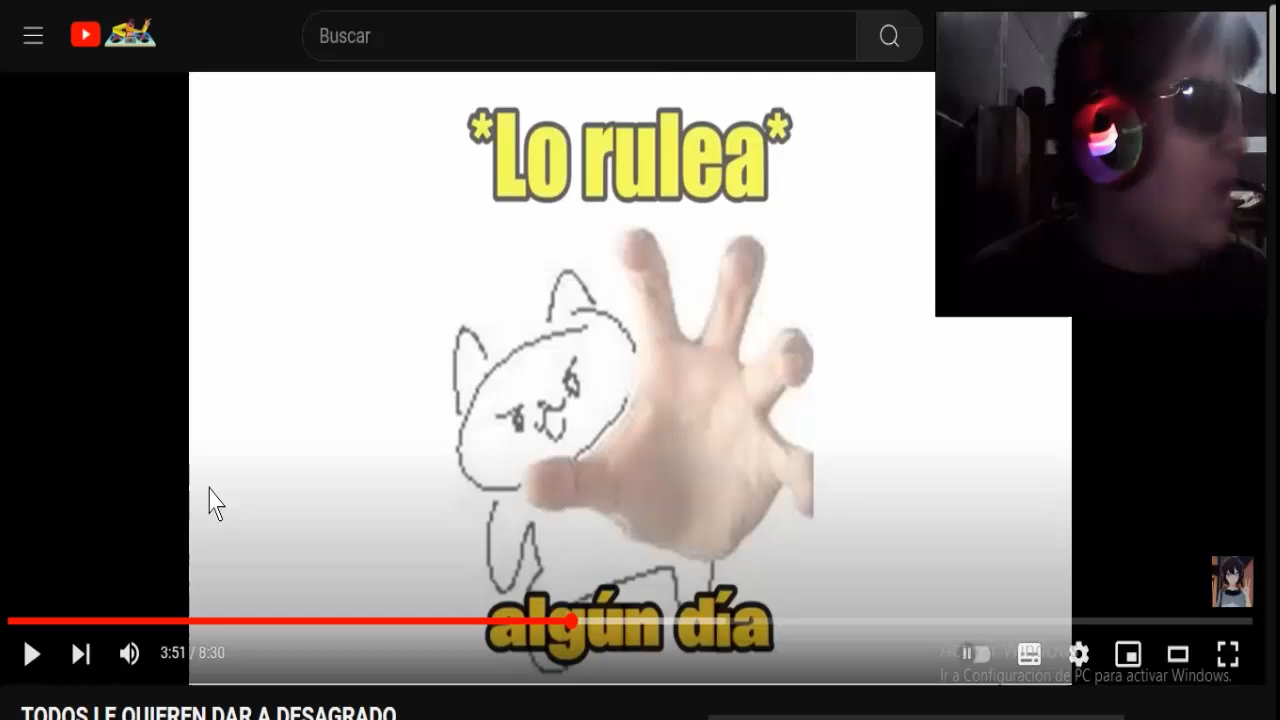 Buscar
*Lo rulea*
algún día
3:51 / 8:30
Ir a Configuración de PC para activar Windows.
TODOS LE QUIEREN DAR A DESAGRADO